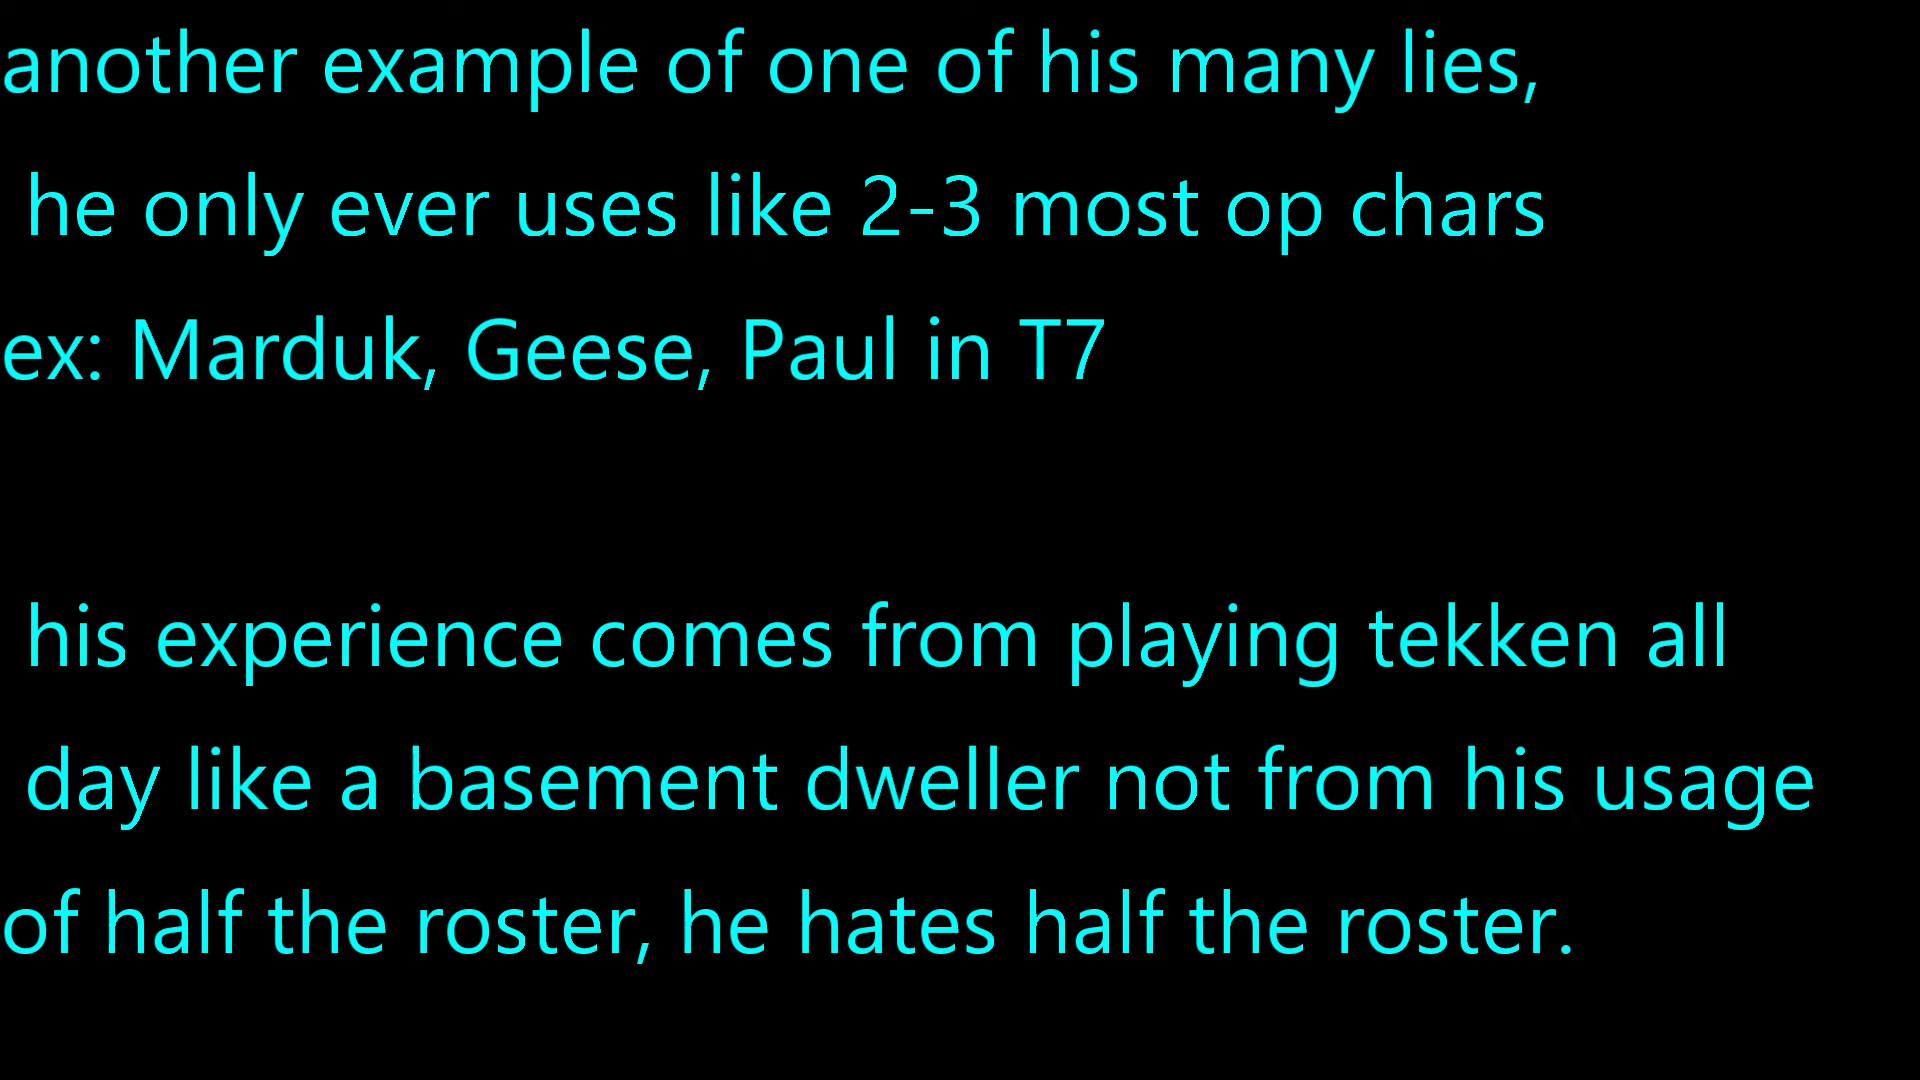 another example of one of his many lies,
he only ever uses like 2-3 most op chars
ex: Marduk, Geese, Paul in T7
his experience comes from playing tekken all
day like a basement dweller not from his usage
of half the roster, he hates half the roster.